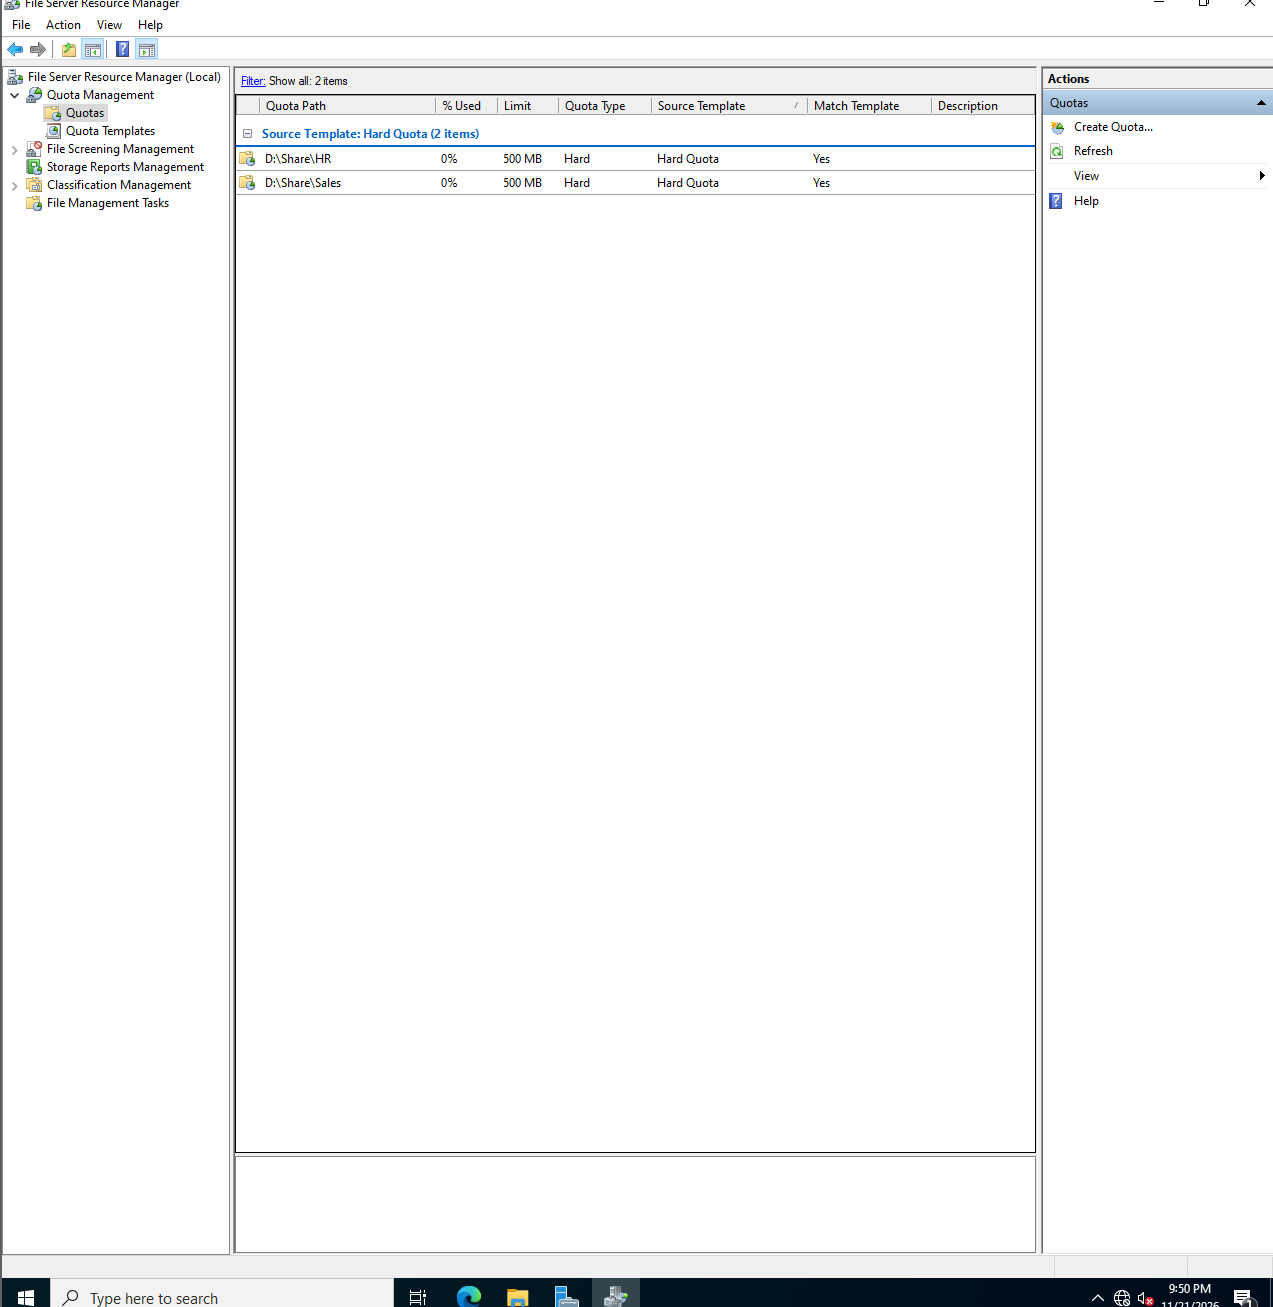 File Server Resource Manager
File Action View Help
File Server Resource Manager (Local)
Quota Management
Quotas
Quota Templates
File Screening Management
Storage Reports Management
Classification Management
File Management Tasks
Filter: Show all: 2 items
Quota Path % Used Limit Quota Type Source Template Match Template Description
Source Template: Hard Quota (2 items)
D:\Share\HR 0% 500 MB Hard Hard Quota Yes
D:\Share\Sales 0% 500 MB Hard Hard Quota Yes
Actions
Quotas
Create Quota...
Refresh
View
Help
Type here to search
9:50 PM
11/21/2026
1